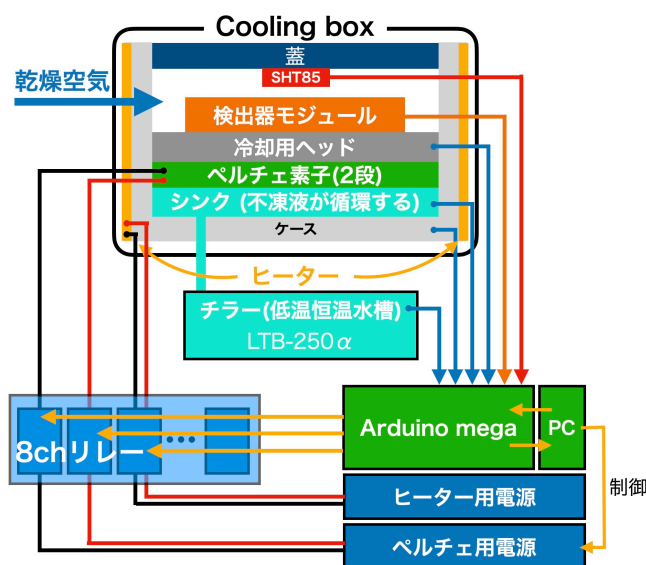 Cooling box
蓋
SHT85
乾燥空気
検出器モジュール
冷却用ヘッド
ペルチェ素子(2段)
シンク (不凍液が循環する)
ケース
ヒーター
チラー(低温恒温水槽)
LTB-250α
Arduino mega
PC
8chリレー
制御
ヒーター用電源
ペルチェ用電源